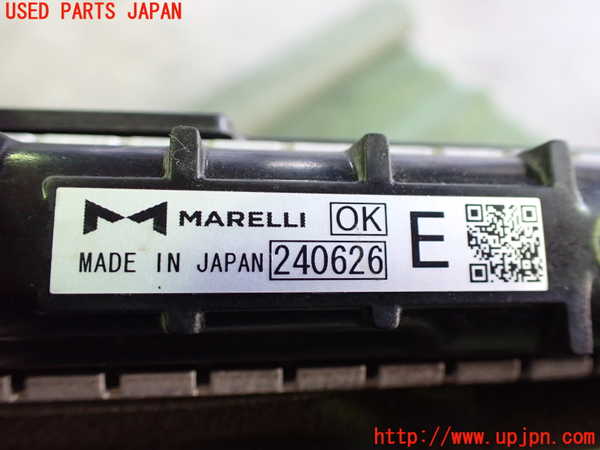 USED PARTS JAPAN
MARELLI OK E
MADE IN JAPAN 240626
http://www.upjpn.com/